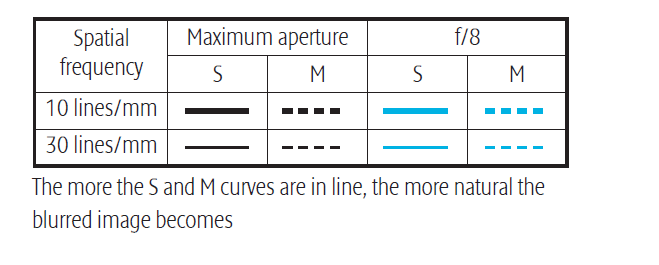 Spatial frequency
Maximum aperture
f/8
S
M
S
M
10 lines/mm
30 lines/mm
The more the S and M curves are in line, the more natural the
blurred image becomes